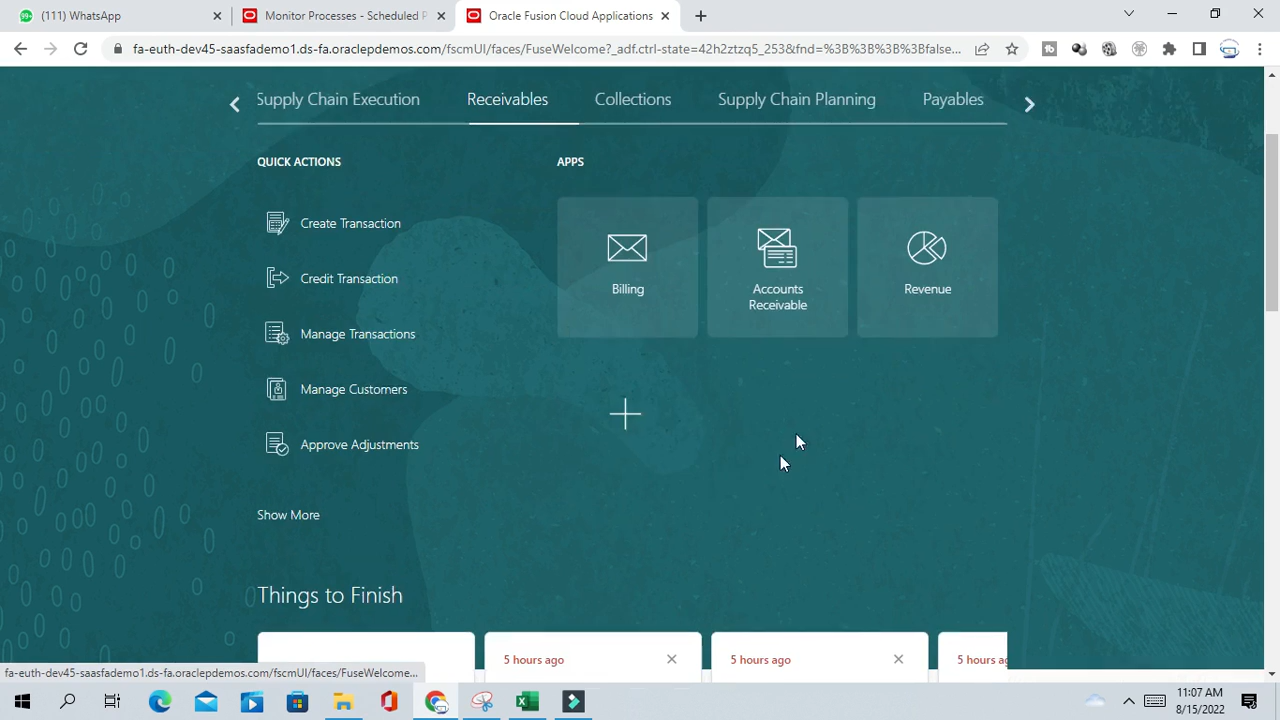 99+
(111) WhatsApp
Monitor Processes - Scheduled P
Oracle Fusion Cloud Applications
fa-euth-dev45-saasfademo1.ds-fa.oraclepdemos.com/fscmUI/faces/FuseWelcome?_adf.ctrl-state=42h2ztzq5_253&fnd=%3B%3B%3B%3Bfalse...
Supply Chain Execution
Receivables
Collections
Supply Chain Planning
Payables
QUICK ACTIONS
APPS
Create Transaction
Credit Transaction
Manage Transactions
Manage Customers
Approve Adjustments
Show More
Billing
Accounts
Receivable
Revenue
Things to Finish
5 hours ago
5 hours ago
5 hours ag
fa-euth-dev45-saasfademo1.ds-fa.oraclepdemos.com/fscmUI/faces/FuseWelcome...
11:07 AM
8/15/2022